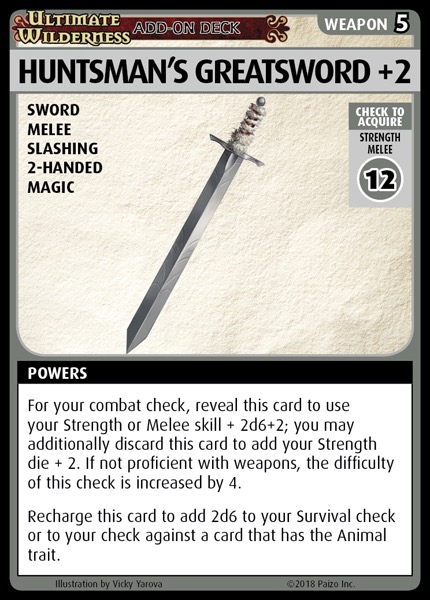 ULTIMATE
WILDERNESS
ADD-ON DECK
WEAPON 5
HUNTSMAN'S GREATSWORD +2
SWORD
MELEE
SLASHING
2-HANDED
MAGIC
CHECK TO
ACQUIRE
STRENGTH
MELEE
12
POWERS
For your combat check, reveal this card to use
your Strength or Melee skill + 2d6+2; you may
additionally discard this card to add your Strength
die + 2. If not proficient with weapons, the difficulty
of this check is increased by 4.
Recharge this card to add 2d6 to your Survival check
or to your check against a card that has the Animal
trait.
Illustration by Vicky Yarova
©2018 Paizo Inc.